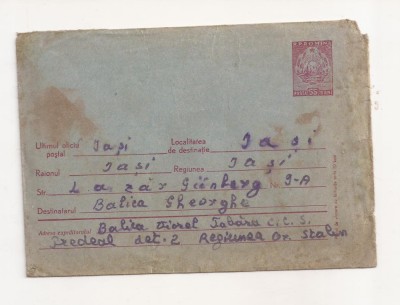 Ultimul oficiu Iași Localitatea Iași
poștal de destinație
Raionul Iași Regiunea Iași
Str. Lazăr 9-A
Destinatarul Balica Gheorghe
Adresa expeditorului Balica Viorel Tabăra C.C.S.
Predeal det. 2 Regiunea Or. Stalin